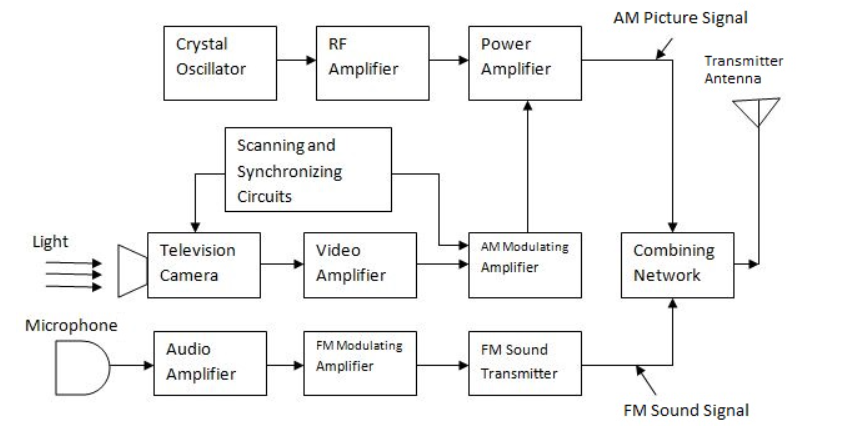 AM Picture Signal
Crystal
Oscillator
RF
Amplifier
Power
Amplifier
Transmitter
Antenna
Scanning and
Synchronizing
Circuits
Light
Television
Camera
Video
Amplifier
AM Modulating
Amplifier
Combining
Network
Microphone
Audio
Amplifier
FM Modulating
Amplifier
FM Sound
Transmitter
FM Sound Signal